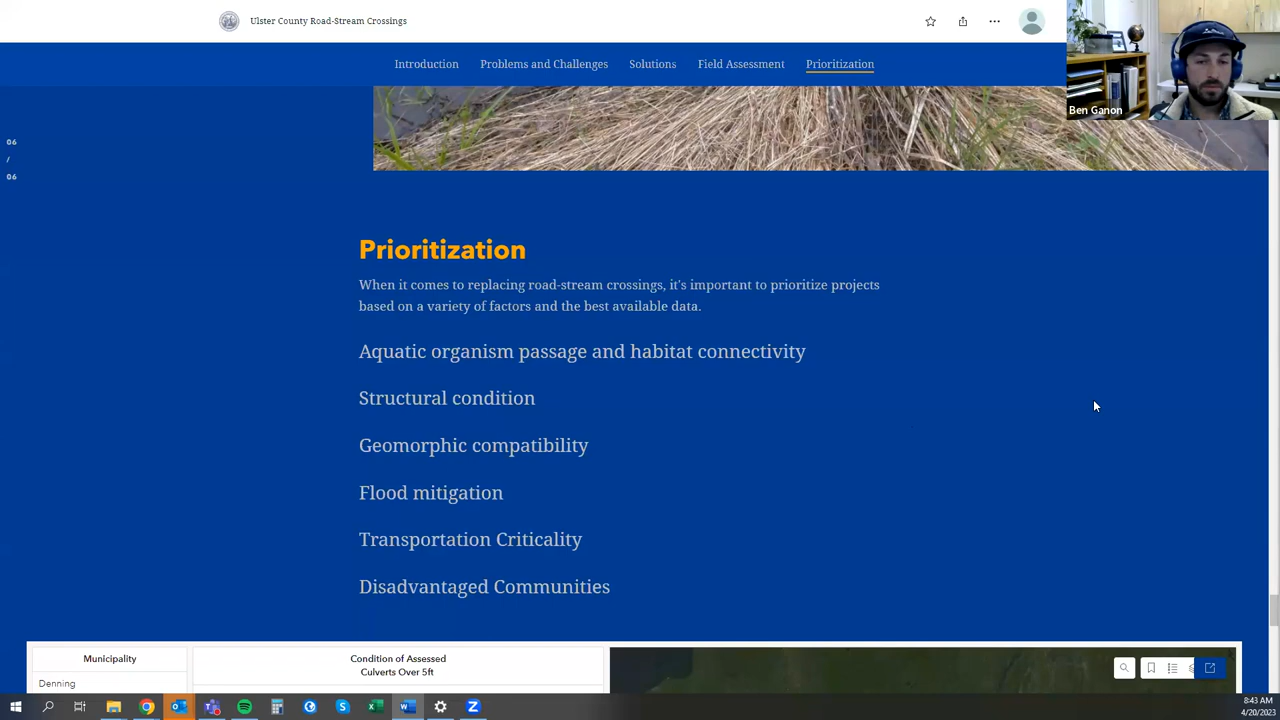 Ulster County Road-Stream Crossings
Introduction
Problems and Challenges
Solutions
Field Assessment
Prioritization
Ben Ganon
06
/
06
Prioritization
When it comes to replacing road-stream crossings, it's important to prioritize projects
based on a variety of factors and the best available data.
Aquatic organism passage and habitat connectivity
Structural condition
Geomorphic compatibility
Flood mitigation
Transportation Criticality
Disadvantaged Communities
Municipality
Denning
Condition of Assessed
Culverts Over 5ft
8:43 AM
4/20/2023